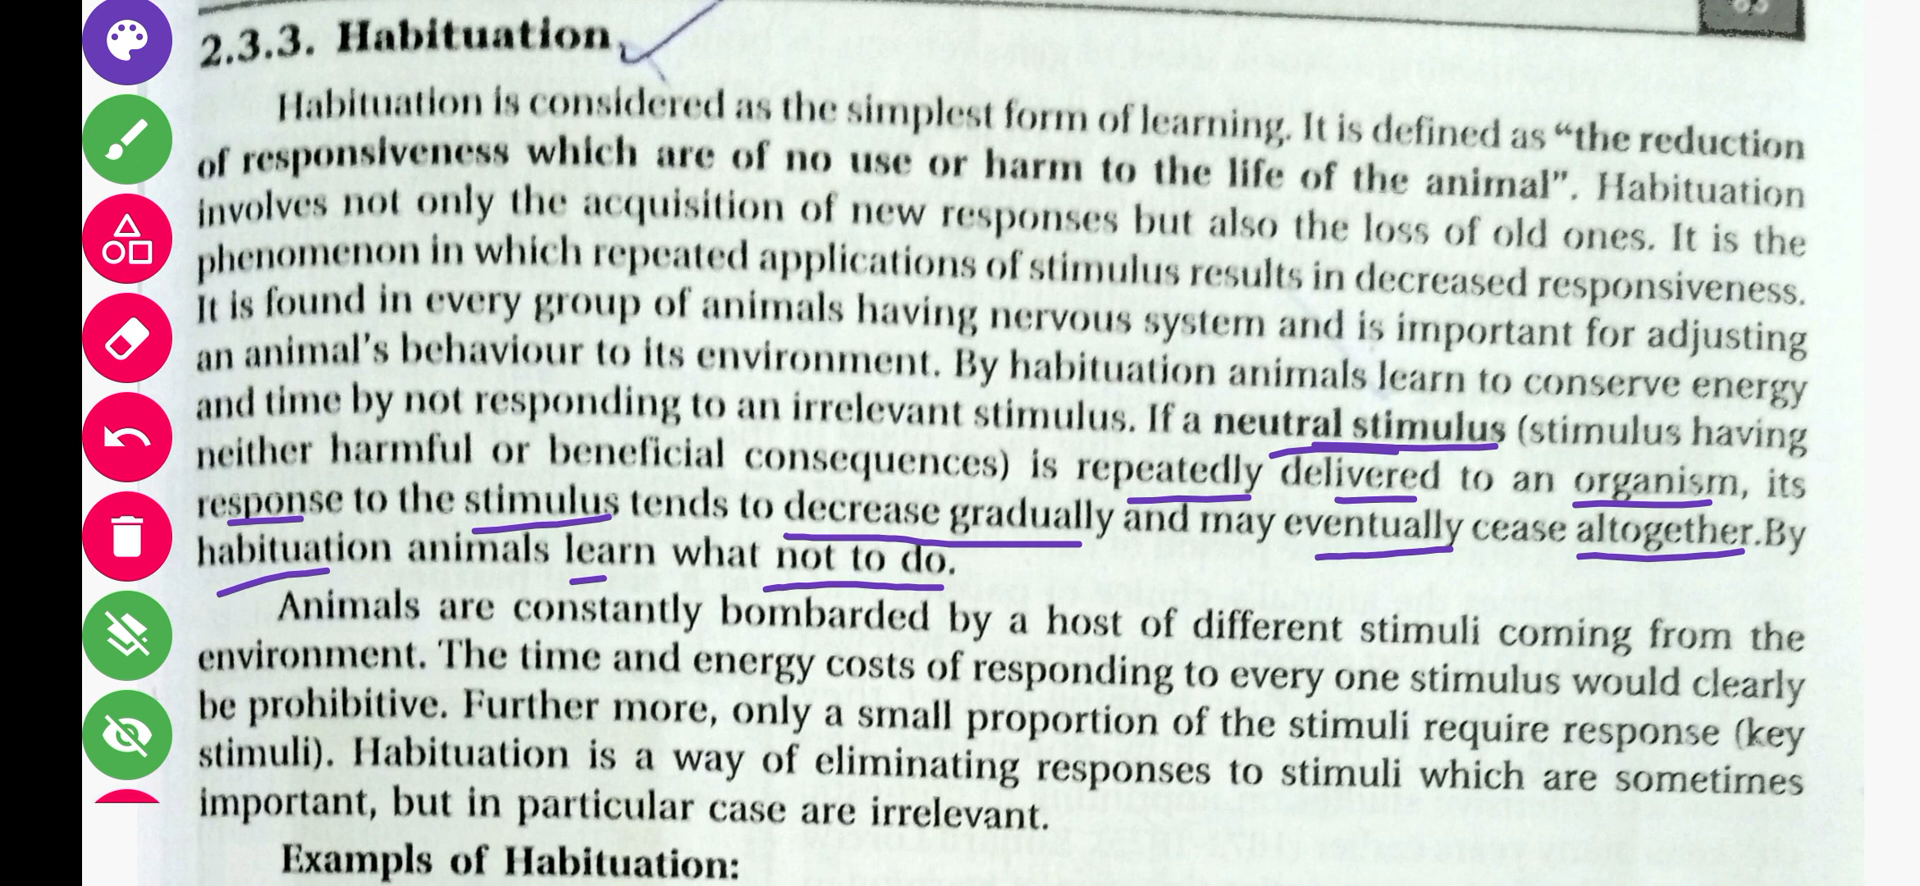 2.3.3. Habituation
Habituation is considered as the simplest form of learning. It is defined as “the reduction
of responsiveness which are of no use or harm to the life of the animal”. Habituation
involves not only the acquisition of new responses but also the loss of old ones. It is the
phenomenon in which repeated applications of stimulus results in decreased responsiveness.
It is found in every group of animals having nervous system and is important for adjusting
an animal’s behaviour to its environment. By habituation animals learn to conserve energy
and time by not responding to an irrelevant stimulus. If a neutral stimulus (stimulus having
neither harmful or beneficial consequences) is repeatedly delivered to an organism, its
response to the stimulus tends to decrease gradually and may eventually cease altogether.By
habituation animals learn what not to do.
Animals are constantly bombarded by a host of different stimuli coming from the
environment. The time and energy costs of responding to every one stimulus would clearly
be prohibitive. Further more, only a small proportion of the stimuli require response (key
stimuli). Habituation is a way of eliminating responses to stimuli which are sometimes
important, but in particular case are irrelevant.
Exampls of Habituation: